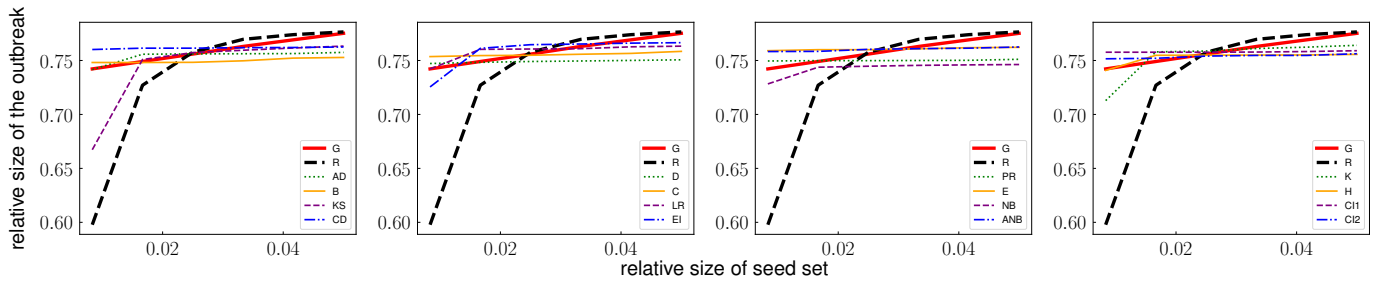 relative size of the outbreak
0.75
0.70
0.65
0.60
0.02
0.04
G
R
AD
B
KS
CD
0.75
0.70
0.65
0.60
0.02
0.04
G
R
D
C
LR
EI
0.75
0.70
0.65
0.60
0.02
0.04
G
R
PR
E
NB
ANB
0.75
0.70
0.65
0.60
0.02
0.04
G
R
K
H
CI1
CI2
relative size of seed set